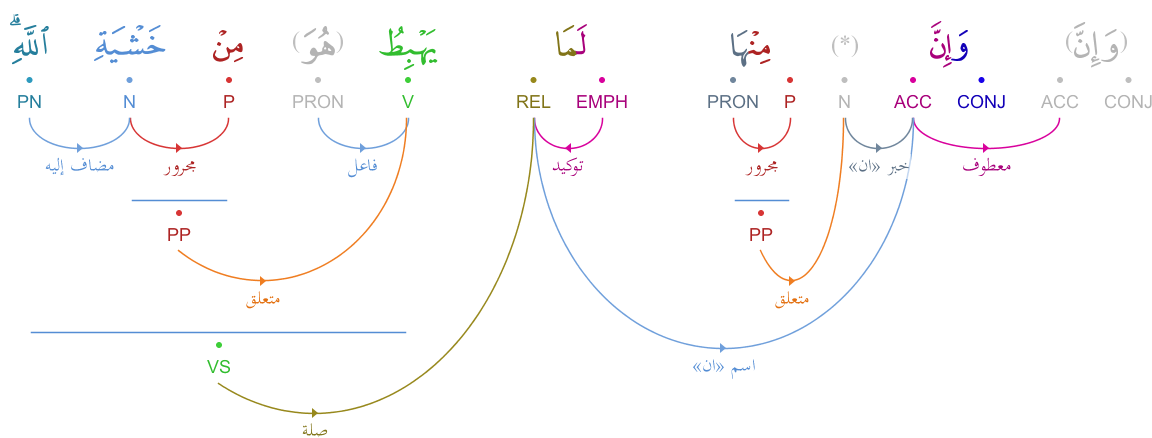 (وَإِنَّ) وَإِنَّ (*) مِنْهَا لَمَا يَهْبِطُ (هُوَ) مِنْ خَشْيَةِ ٱللَّهِ ۗ
PN N P PRON V REL EMPH PRON P N ACC CONJ ACC CONJ
مضاف إليه مجرور فاعل توكيد مجرور خبر «ان» معطوف
PP PP
متعلق متعلق
VS اسم «ان»
صلة